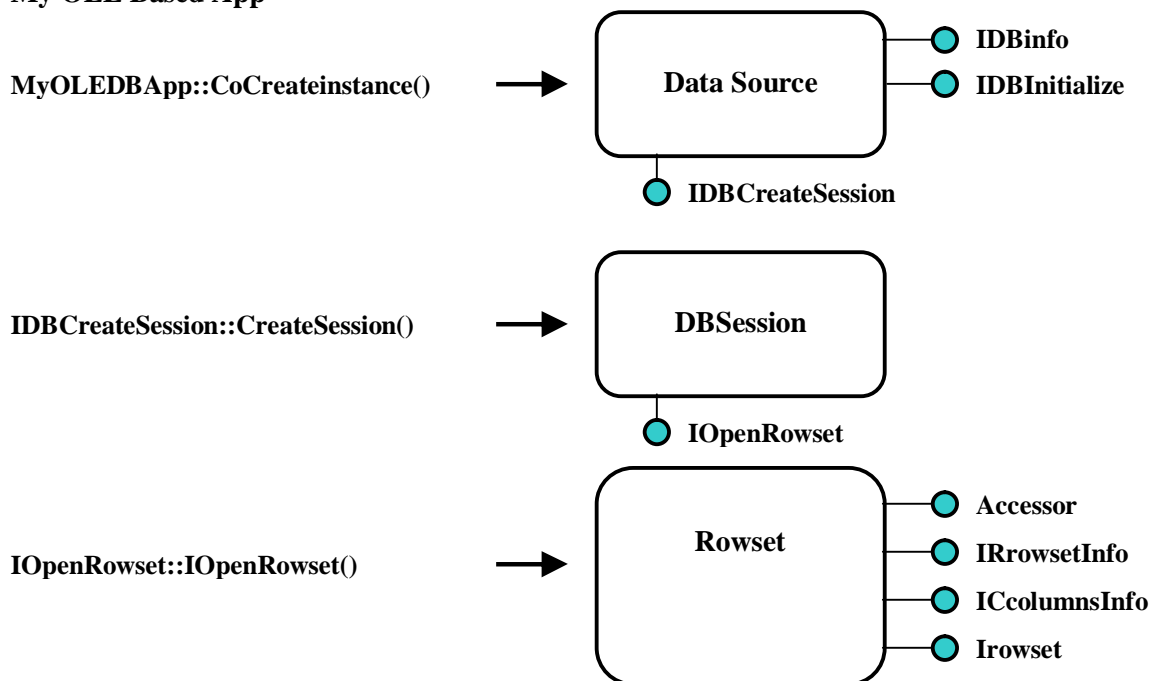 My OLE Based App
IDBinfo
MyOLEDBApp::CoCreateinstance()
Data Source
IDBInitialize
IDBCreateSession
IDBCreateSession::CreateSession()
DBSession
IOpenRowset
Accessor
Rowset
IOpenRowset::IOpenRowset()
IRrowsetInfo
ICcolumnsInfo
Irowset